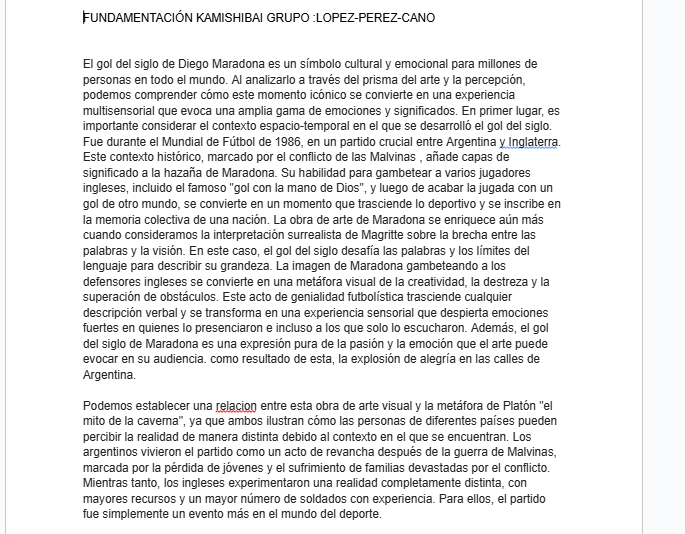 FUNDAMENTACIÓN KAMISHIBAI GRUPO :LOPEZ-PEREZ-CANO
El gol del siglo de Diego Maradona es un símbolo cultural y emocional para millones de
personas en todo el mundo. Al analizarlo a través del prisma del arte y la percepción,
podemos comprender cómo este momento icónico se convierte en una experiencia
multisensorial que evoca una amplia gama de emociones y significados. En primer lugar, es
importante considerar el contexto espacio-temporal en el que se desarrolló el gol del siglo.
Fue durante el Mundial de Fútbol de 1986, en un partido crucial entre Argentina y Inglaterra.
Este contexto histórico, marcado por el conflicto de las Malvinas , añade capas de
significado a la hazaña de Maradona. Su habilidad para gambetear a varios jugadores
ingleses, incluido el famoso "gol con la mano de Dios", y luego de acabar la jugada con un
gol de otro mundo, se convierte en un momento que trasciende lo deportivo y se inscribe en
la memoria colectiva de una nación. La obra de arte de Maradona se enriquece aún más
cuando consideramos la interpretación surrealista de Magritte sobre la brecha entre las
palabras y la visión. En este caso, el gol del siglo desafía las palabras y los límites del
lenguaje para describir su grandeza. La imagen de Maradona gambeteando a los
defensores ingleses se convierte en una metáfora visual de la creatividad, la destreza y la
superación de obstáculos. Este acto de genialidad futbolística trasciende cualquier
descripción verbal y se transforma en una experiencia sensorial que despierta emociones
fuertes en quienes lo presenciaron e incluso a los que solo lo escucharon. Además, el gol
del siglo de Maradona es una expresión pura de la pasión y la emoción que el arte puede
evocar en su audiencia. como resultado de esta, la explosión de alegría en las calles de
Argentina.
Podemos establecer una relacion entre esta obra de arte visual y la metáfora de Platón "el
mito de la caverna", ya que ambos ilustran cómo las personas de diferentes países pueden
percibir la realidad de manera distinta debido al contexto en el que se encuentran. Los
argentinos vivieron el partido como un acto de revancha después de la guerra de Malvinas,
marcada por la pérdida de jóvenes y el sufrimiento de familias devastadas por el conflicto.
Mientras tanto, los ingleses experimentaron una realidad completamente distinta, con
mayores recursos y un mayor número de soldados con experiencia. Para ellos, el partido
fue simplemente un evento más en el mundo del deporte.